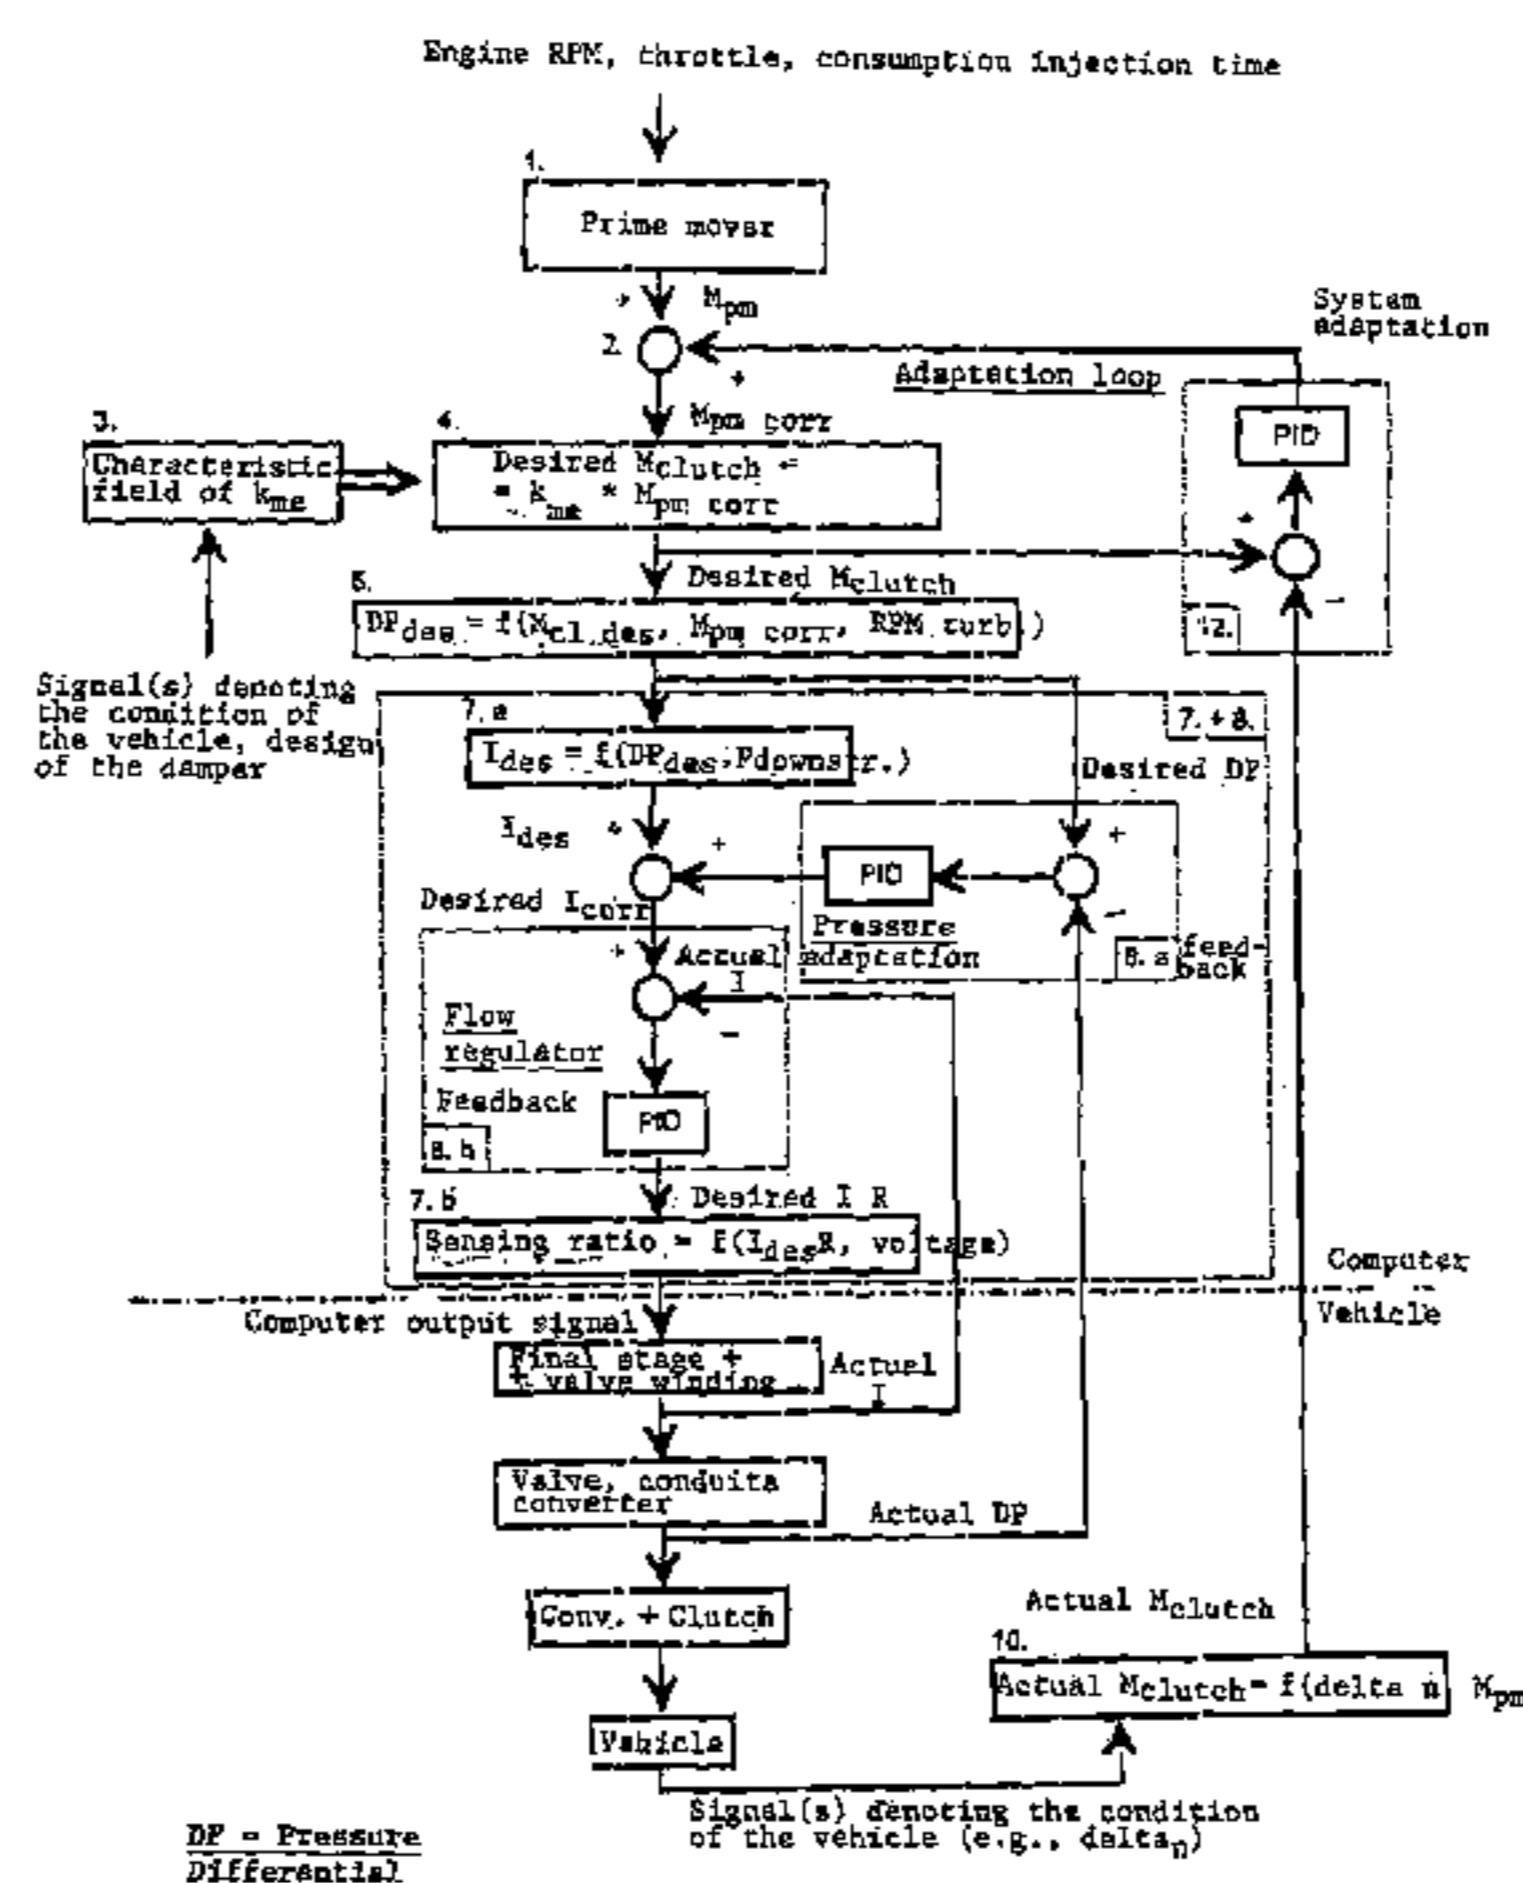 Engine RPM, throttle, consumption injection time
1.
Prime mover
+ Mpm
2.
+
System
adaptation
Adaptation loop
PID
Mpm corr
3.
Characteristic
field of kme
4.
Desired Mclutch =
= kme * Mpm corr
+
Desired Mclutch
-
12.
5.
DPdes = f(Mcl.des, Mpm corr, RPM turb.)
Signal(s) denoting
the condition of
the vehicle, design
of the damper
7.a
7.+8.
Ides = f(DPdes,Pdownstr.)
Desired DP
Ides +
+
+
PID
-
Desired Icorr
Pressure
adaptation
8.a
feed-
back
+
Actual
I
-
Flow
regulator
Feedback
PID
8.b
7.b
Desired I R
Sensing ratio = f(IdesR, voltage)
Computer
Computer output signal
Vehicle
Final stage +
+ valve winding
Actual
I
Valve, conduits
converter
Actual DP
Conv. + Clutch
Actual Mclutch
10.
Actual Mclutch= f(delta n Mpm
Vehicle
Signal(s) denoting the condition
of the vehicle (e.g., deltan)
DP = Pressure
Differential